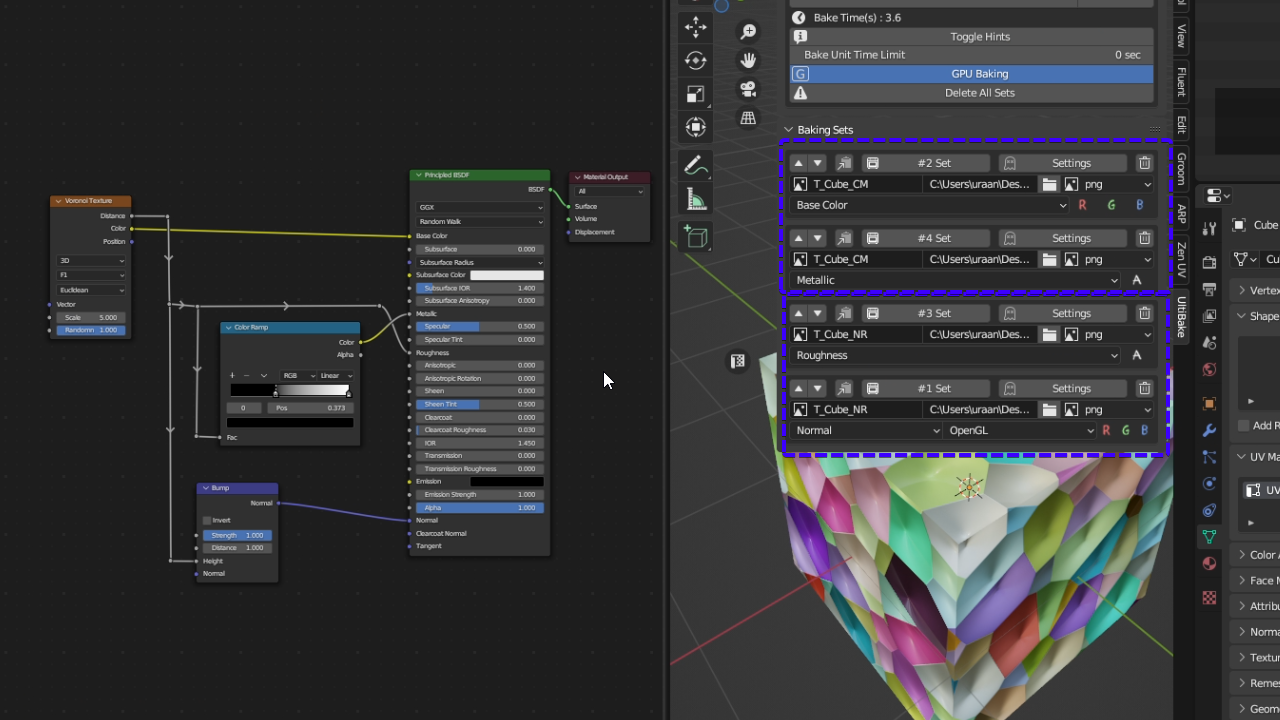 Voronoi Texture
Distance
Color
Position
3D
F1
Euclidean
Vector
Scale 5.000
Randomn 1.000
Color Ramp
Color
Alpha
RGB Linear
0 Pos 0.373
Fac
Bump
Normal
Invert
Strength 1.000
Distance 1.000
Height
Normal
Principled BSDF
BSDF
GGX
Random Walk
Base Color
Subsurface 0.000
Subsurface Radius
Subsurface Color
Subsurface IOR 1.400
Subsurface Anisotropy 0.000
Metallic
Specular 0.500
Specular Tint 0.000
Roughness
Anisotropic 0.000
Anisotropic Rotation 0.000
Sheen 0.000
Sheen Tint 0.500
Clearcoat 0.000
Clearcoat Roughness 0.030
IOR 1.450
Transmission 0.000
Transmission Roughness 0.000
Emission
Emission Strength 1.000
Alpha 1.000
Normal
Clearcoat Normal
Tangent
Material Output
All
Surface
Volume
Displacement
Bake Time(s) : 3.6
Toggle Hints
Bake Unit Time Limit 0 sec
G GPU Baking
Delete All Sets
Baking Sets
#2 Set Settings
T_Cube_CM C:\Users\uraan\Des... png
Base Color R G B
#4 Set Settings
T_Cube_CM C:\Users\uraan\Des... png
Metallic A
#3 Set Settings
T_Cube_NR C:\Users\uraan\Des... png
Roughness A
#1 Set Settings
T_Cube_NR C:\Users\uraan\Des... png
Normal OpenGL R G B
View
Fluent
Edit
Groom
ARP
Zen UV
UltiBake
Cube
Cu
Vertex
Shape
Add R
UV Ma
UV
Color A
Face M
Attribu
Norma
Textur
Remes
Geom